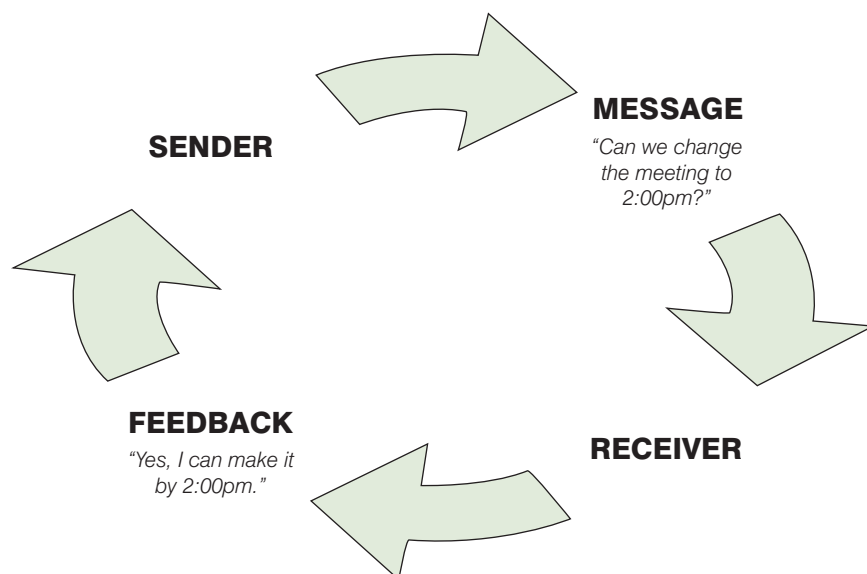 SENDER
MESSAGE
“Can we change
the meeting to
2:00pm?”
RECEIVER
FEEDBACK
“Yes, I can make it
by 2:00pm.”